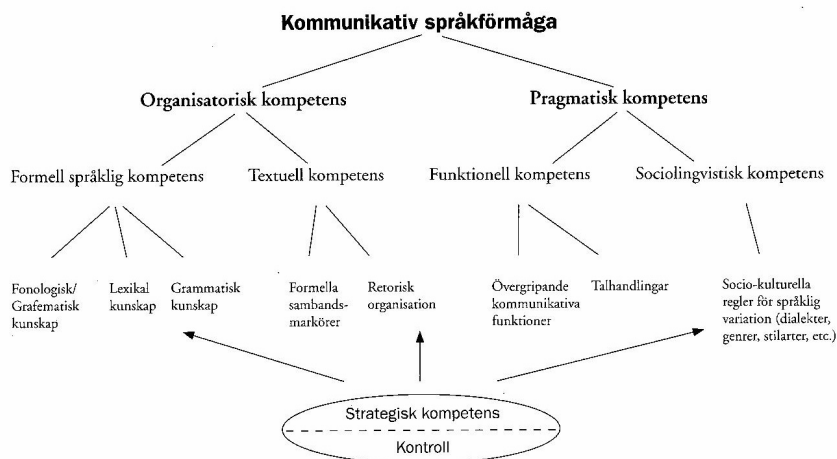 Kommunikativ språkförmåga
Organisatorisk kompetens
Pragmatisk kompetens
Formell språklig kompetens
Textuell kompetens
Funktionell kompetens
Sociolingvistisk kompetens
Fonologisk/
Grafematisk
kunskap
Lexikal
kunskap
Grammatisk
kunskap
Formella
sambands-
markörer
Retorisk
organisation
Övergripande
kommunikativa
funktioner
Talhandlingar
Socio-kulturella
regler för språklig
variation (dialekter,
genrer, stilarter, etc.)
Strategisk kompetens
Kontroll